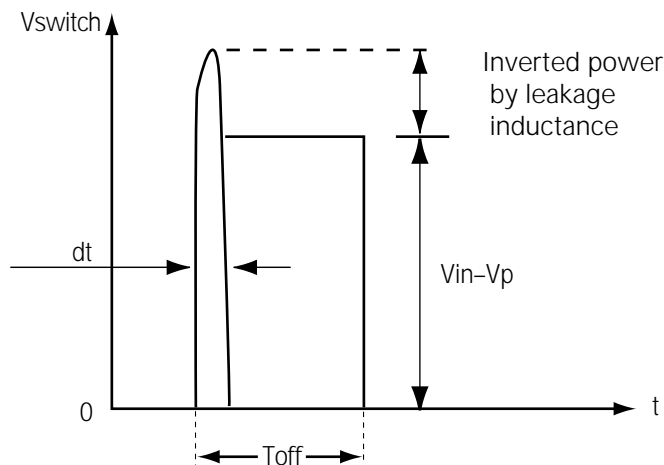 Vswitch
Inverted power
by leakage
inductance
dt
Vin–Vp
0
t
Toff